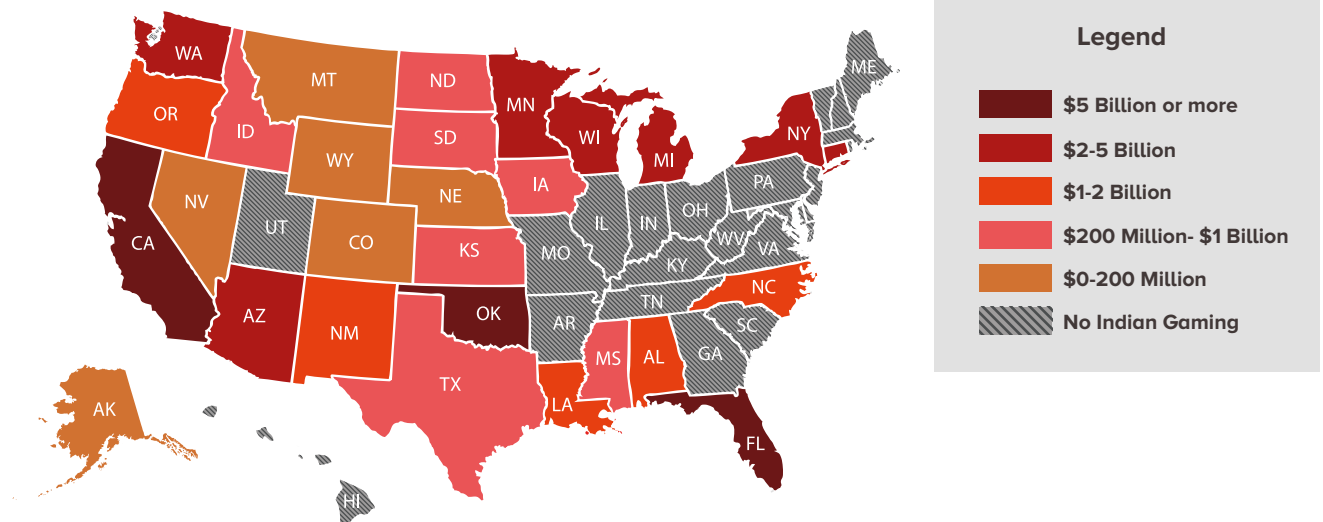 WA
MT
ND
MN
ME
OR
ID
SD
WI
MI
NY
WY
NV
NE
IA
PA
UT
CO
IL
IN
OH
CA
KS
MO
WV
VA
KY
AZ
NM
OK
AR
TN
NC
SC
MS
AL
GA
TX
LA
AK
FL
HI
Legend
$5 Billion or more
$2-5 Billion
$1-2 Billion
$200 Million- $1 Billion
$0-200 Million
No Indian Gaming